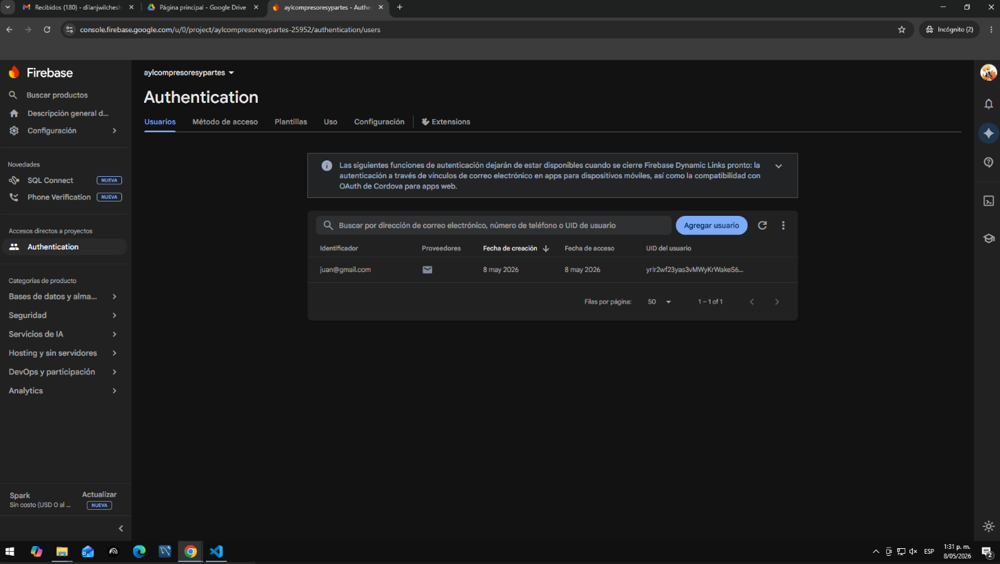 Recibidos (180) - dilanjwilchesh
Página principal - Google Drive
aylcompresoresypartes - Authe
console.firebase.google.com/u/0/project/aylcompresoresypartes-25952/authentication/users
Incógnito (2)
Firebase
Buscar productos
Descripción general d...
Configuración
Novedades
SQL Connect NUEVA
Phone Verification NUEVA
Accesos directos a proyectos
Authentication
Categorías de producto
Bases de datos y alma...
Seguridad
Servicios de IA
Hosting y sin servidores
DevOps y participación
Analytics
Spark
Sin costo (USD 0 al ...
Actualizar
NUEVA
aylcompresoresypartes
Authentication
Usuarios Método de acceso Plantillas Uso Configuración Extensions
Las siguientes funciones de autenticación dejarán de estar disponibles cuando se cierre Firebase Dynamic Links pronto: la
autenticación a través de vínculos de correo electrónico en apps para dispositivos móviles, así como la compatibilidad con
OAuth de Cordova para apps web.
Buscar por dirección de correo electrónico, número de teléfono o UID de usuario
Agregar usuario
Identificador Proveedores Fecha de creación Fecha de acceso UID del usuario
juan@gmail.com 8 may 2026 8 may 2026 yrlr2wf23yas3vMWyKrWakeS6...
Filas por página: 50 1 – 1 of 1
ESP
1:31 p. m.
8/05/2026
2